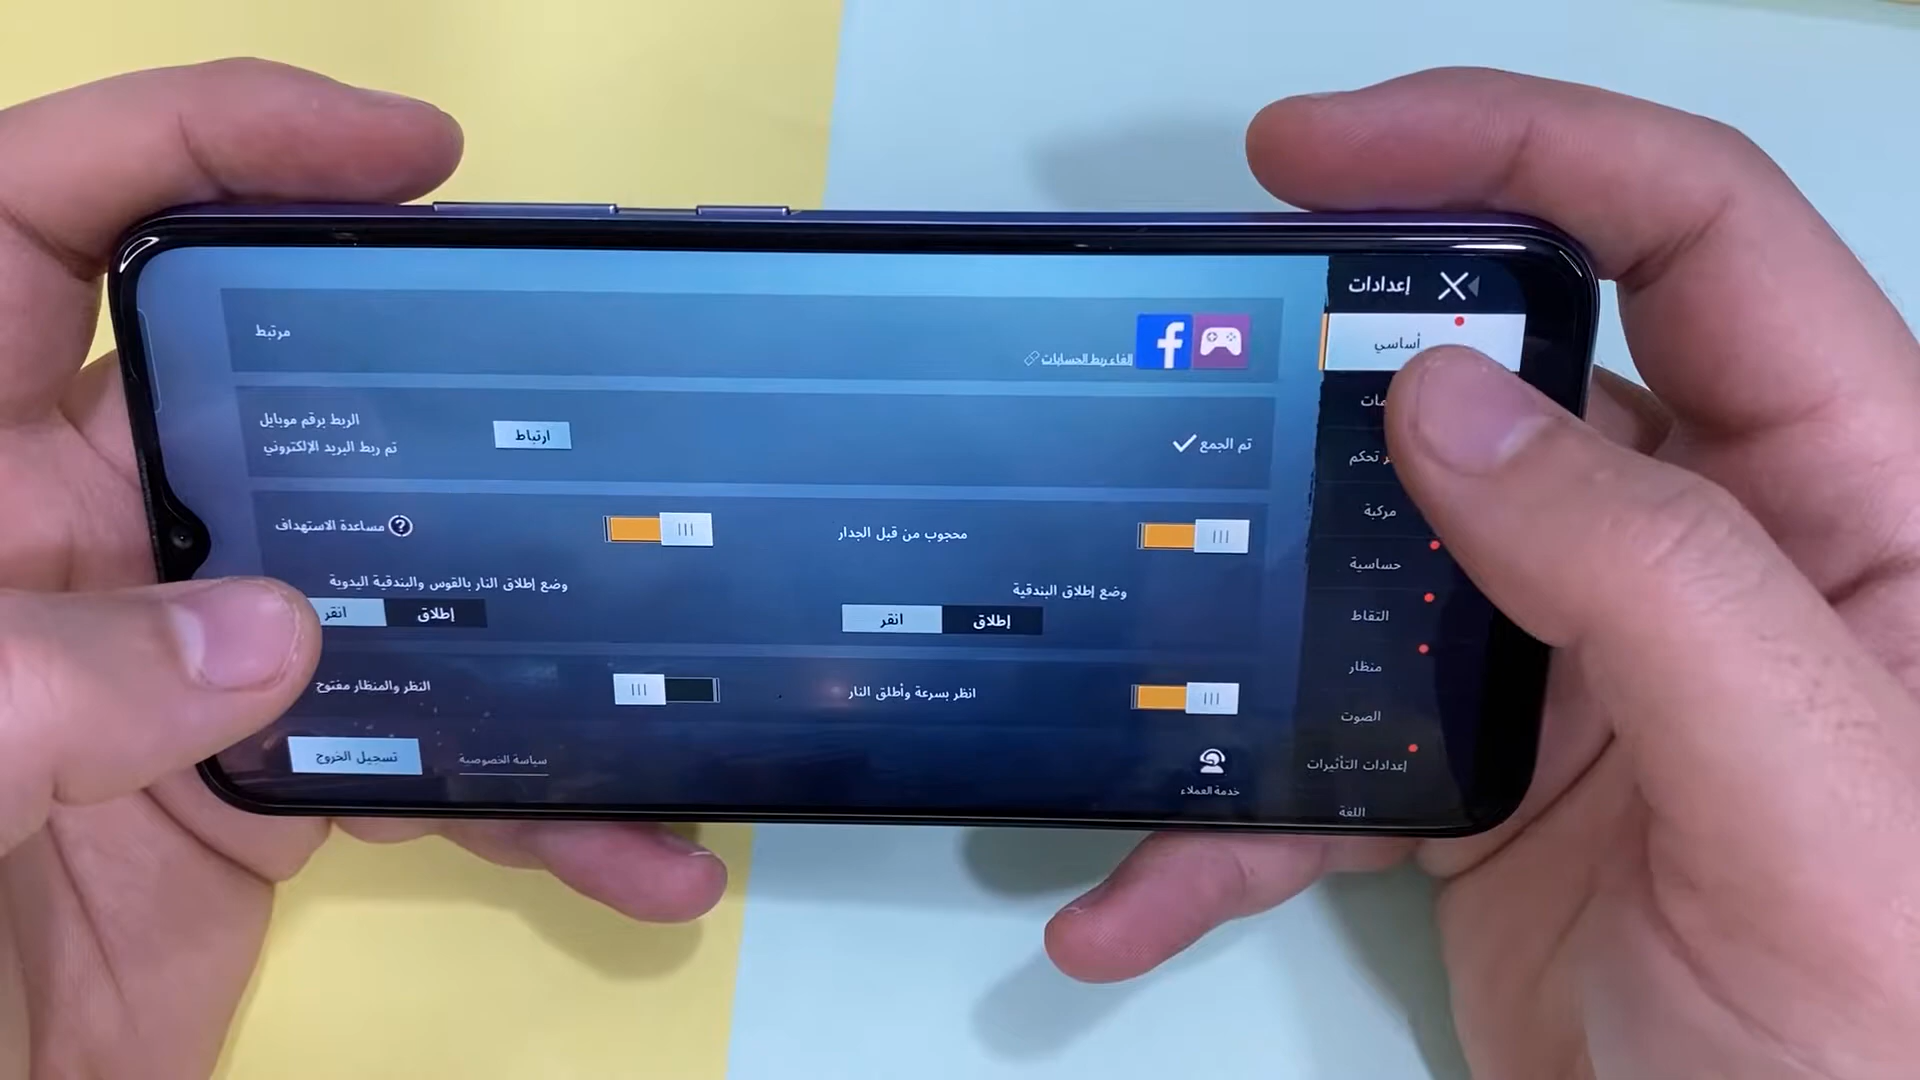 إعدادات
أساسي
تحكم
مركبة
حساسية
التقاط
منظار
الصوت
إعدادات التأثيرات
اللغة
مرتبط
إلغاء ربط الحسابات
الربط برقم موبايل
تم ربط البريد الإلكتروني
ارتباط
تم الجمع
مساعدة الاستهداف
محجوب من قبل الجدار
وضع إطلاق النار بالقوس والبندقية اليدوية
وضع إطلاق البندقية
انقر
إطلاق
انقر
إطلاق
النظر والمنظار مفتوح
انظر بسرعة وأطلق النار
تسجيل الخروج
سياسة الخصوصية
خدمة العملاء